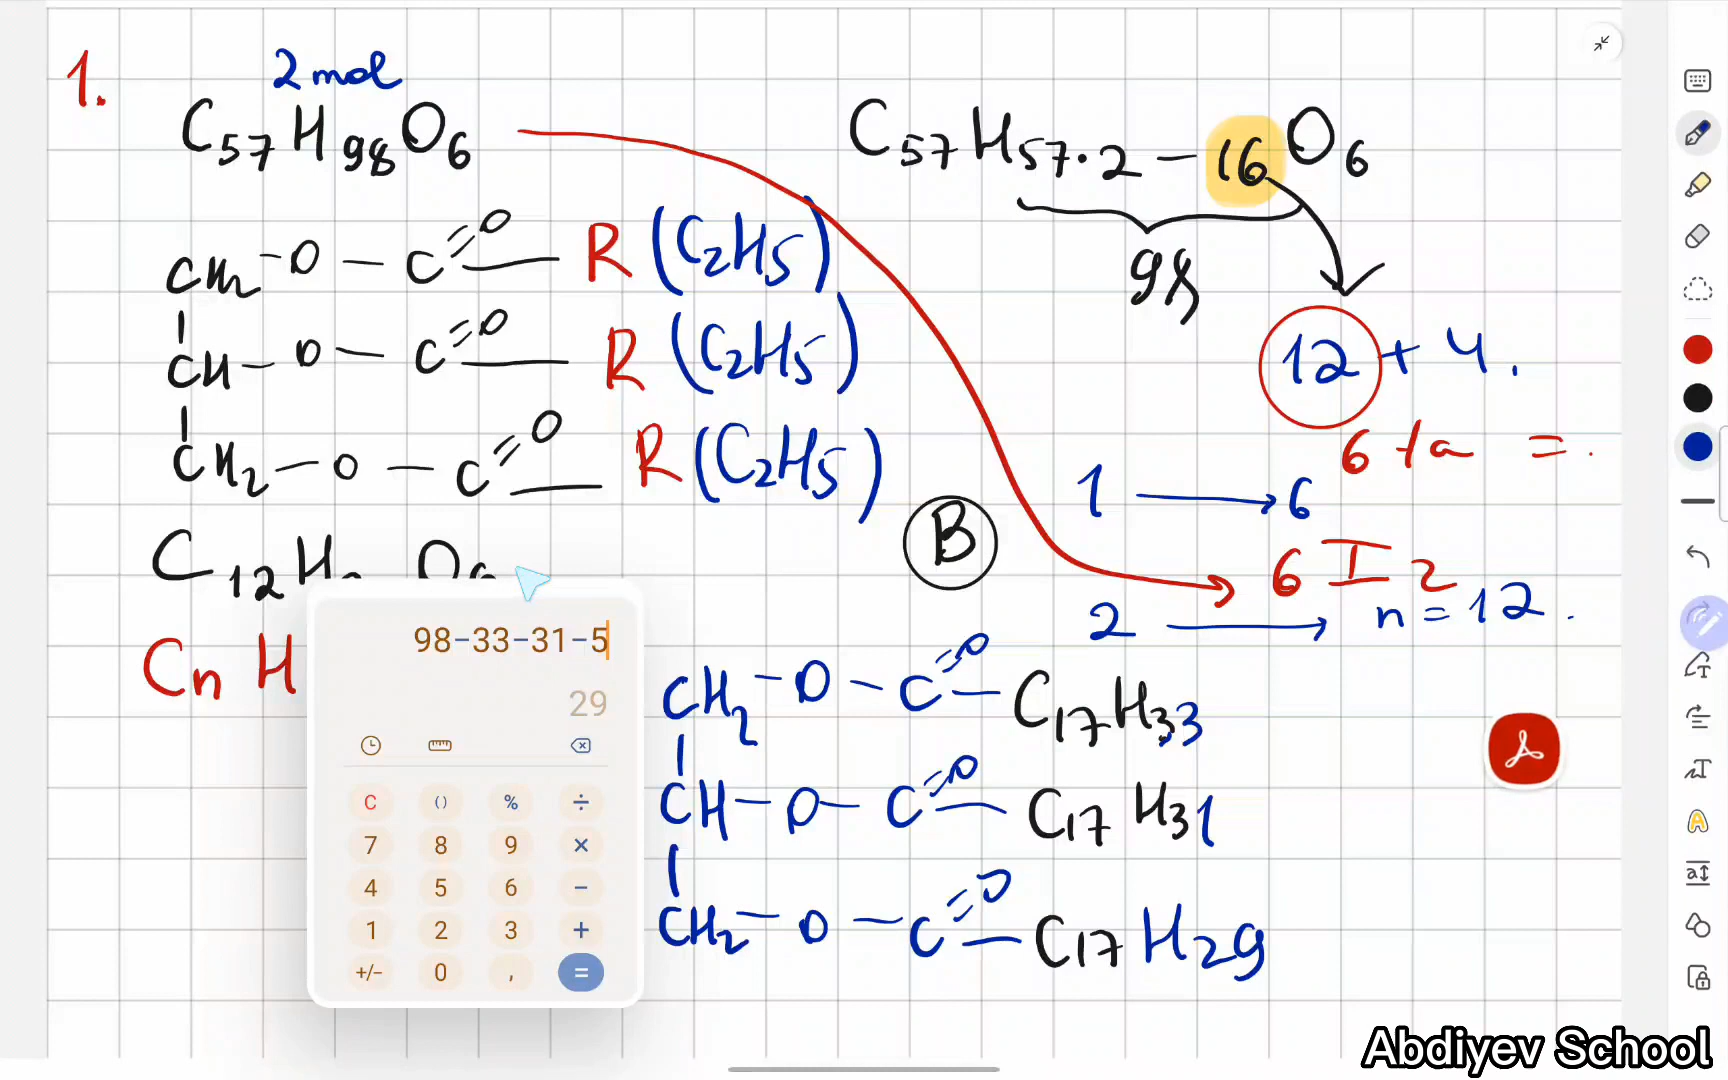 1.
2 mol
C57H98O6
C57H57·2 – 16O6
98
CH2 – O – C =O — R (C2H5)
CH – O – C =O — R (C2H5)
CH2 – O – C =O — R (C2H5)
12 + 4.
6 ta =.
1 → 6
B
6 I2
2 → n = 12.
C12H O6
Cn H
98−33−31−5
29
C () % ÷
7 8 9 ×
4 5 6 −
1 2 3 +
+/− 0 , =
CH2 – O – C =O – C17H33
CH – O – C =O – C17H31
CH2 – O – C =O – C17H29
Abdiyev School